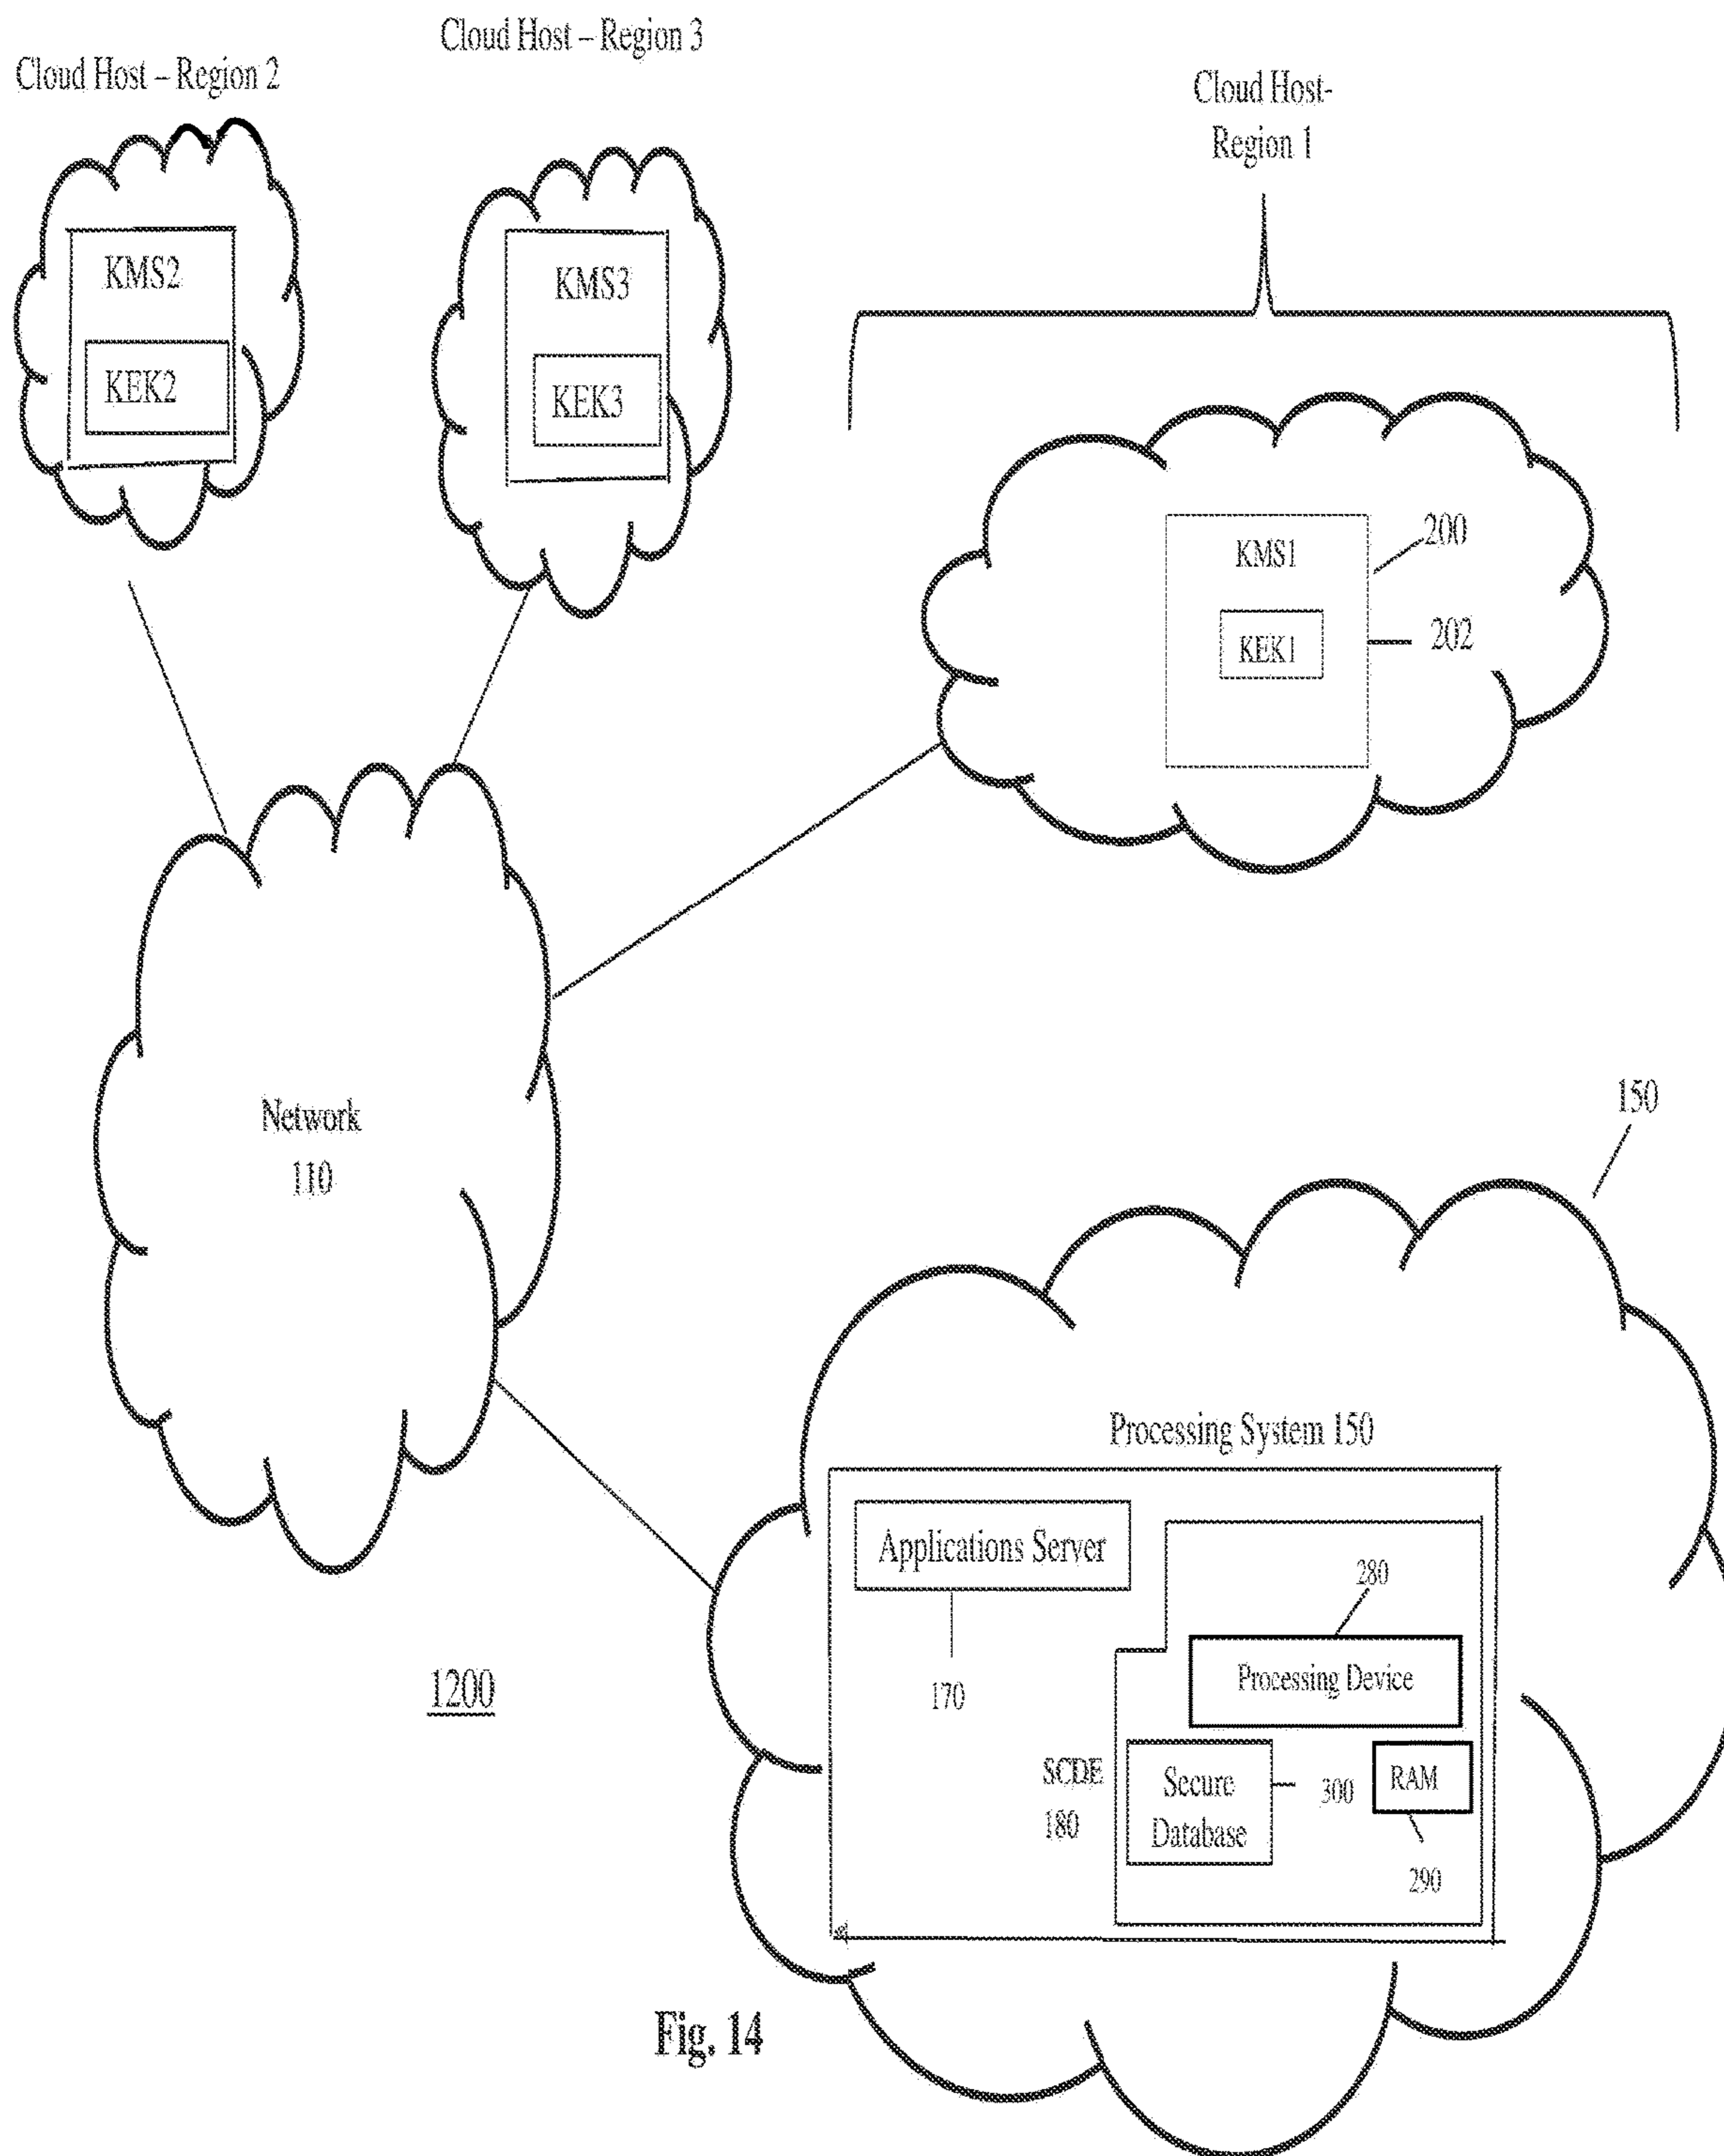 Cloud Host – Region 3
Cloud Host – Region 2
Cloud Host-
Region 1
KMS2
KEK2
KMS3
KEK3
KMS1
200
KEK1
202
Network
110
150
Processing System 150
Applications Server
170
280
Processing Device
SCDE
180
Secure
Database
300
RAM
290
1200
Fig. 14